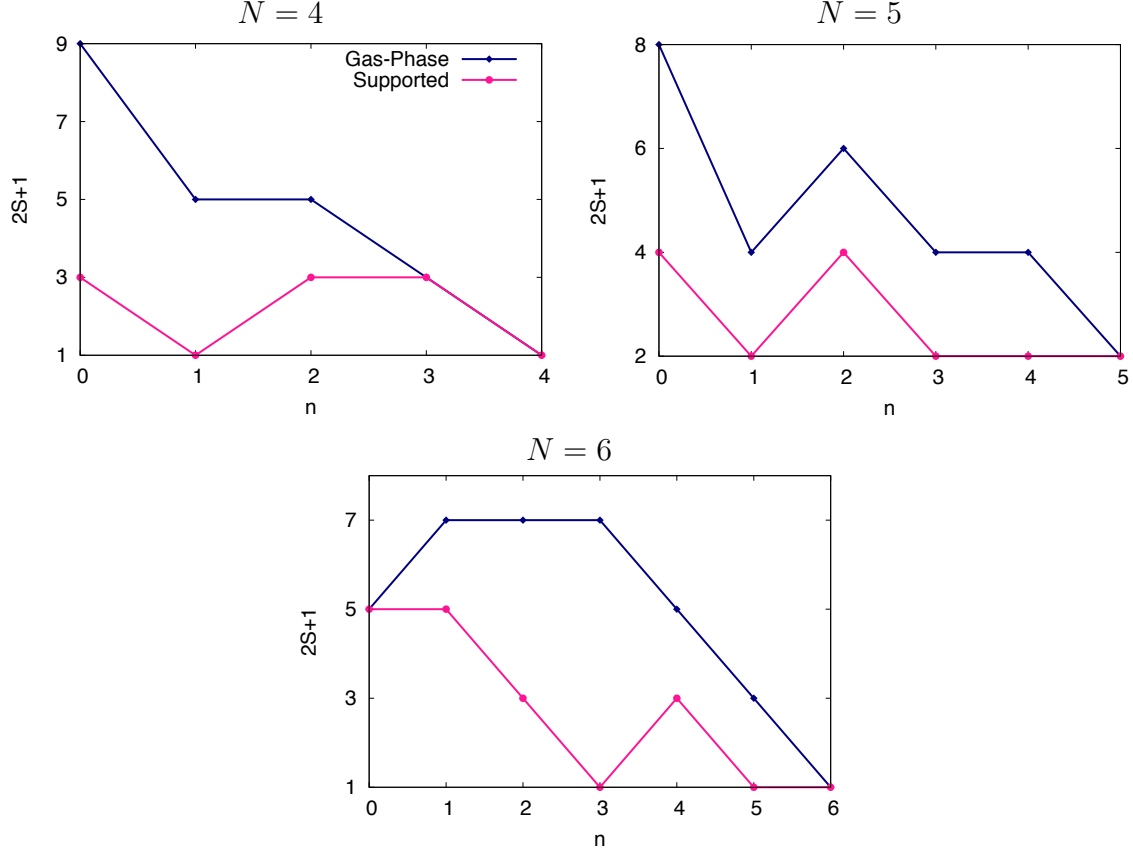 N = 4
9
7
5
3
1
0 1 2 3 4
2S+1
n
Gas-Phase
Supported
N = 5
8
6
4
2
0 1 2 3 4 5
2S+1
n
N = 6
7
5
3
1
0 1 2 3 4 5 6
2S+1
n